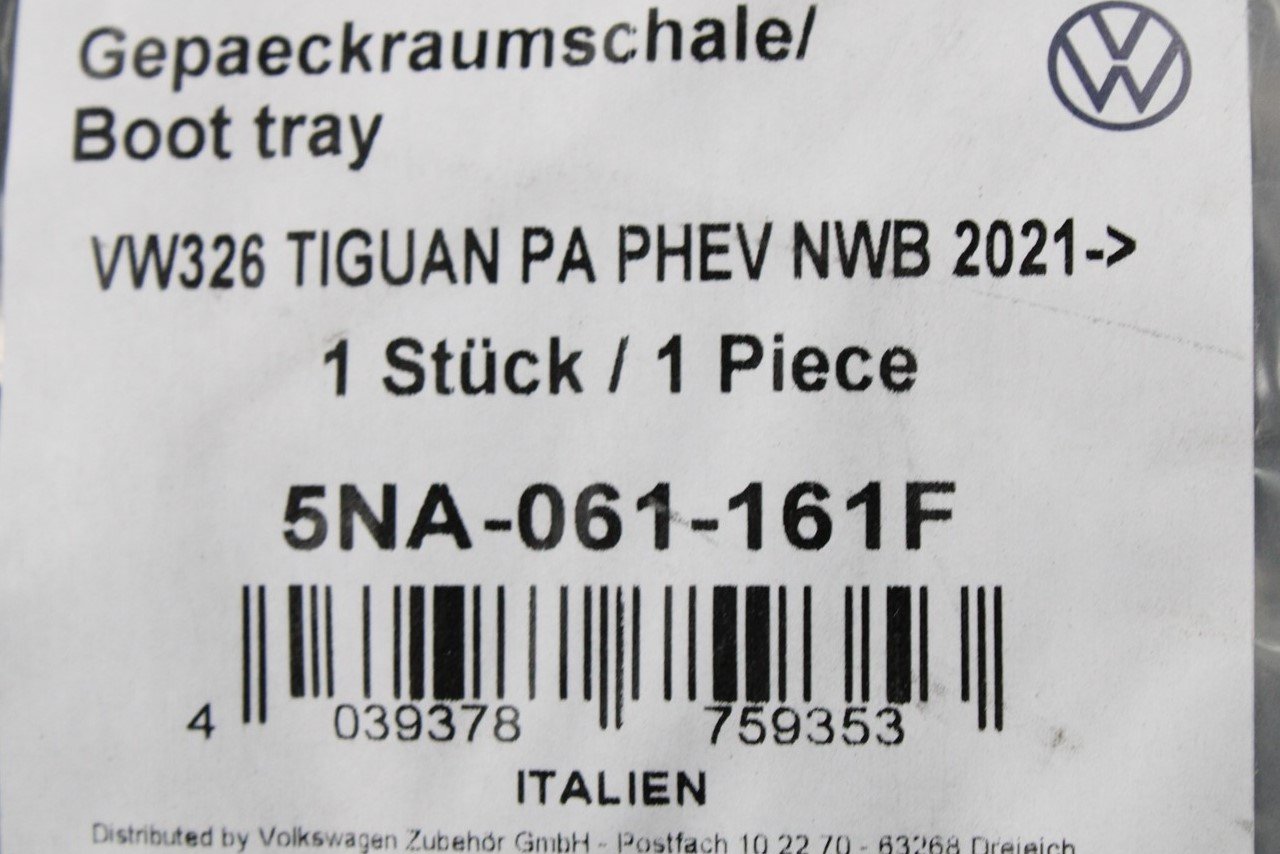 Gepaeckraumschale/
Boot tray
VW326 TIGUAN PA PHEV NWB 2021->
1 Stück / 1 Piece
5NA-061-161F
4 039378 759353
ITALIEN
Distributed by Volkswagen Zubehör GmbH - Postfach 10 22 70 - 63268 Dreieich